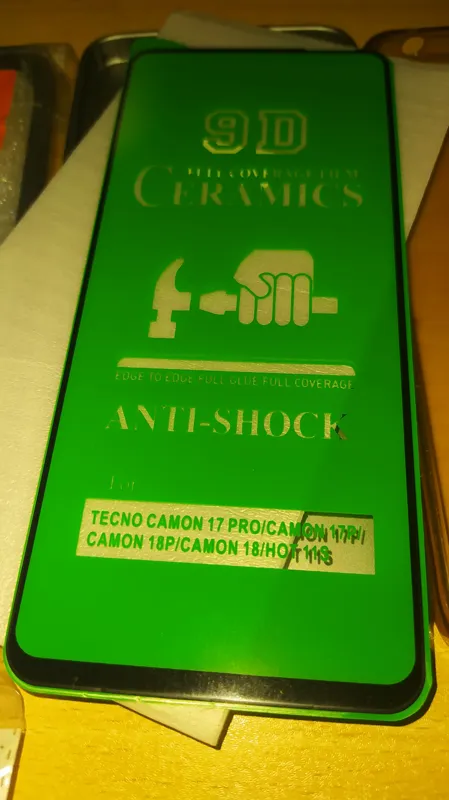 9D
FULL COVERAGE FILM
CERAMICS
EDGE TO EDGE FULL GLUE FULL COVERAGE
ANTI-SHOCK
For
TECNO CAMON 17 PRO/CAMON 17P/
CAMON 18P/CAMON 18/HOT 11S